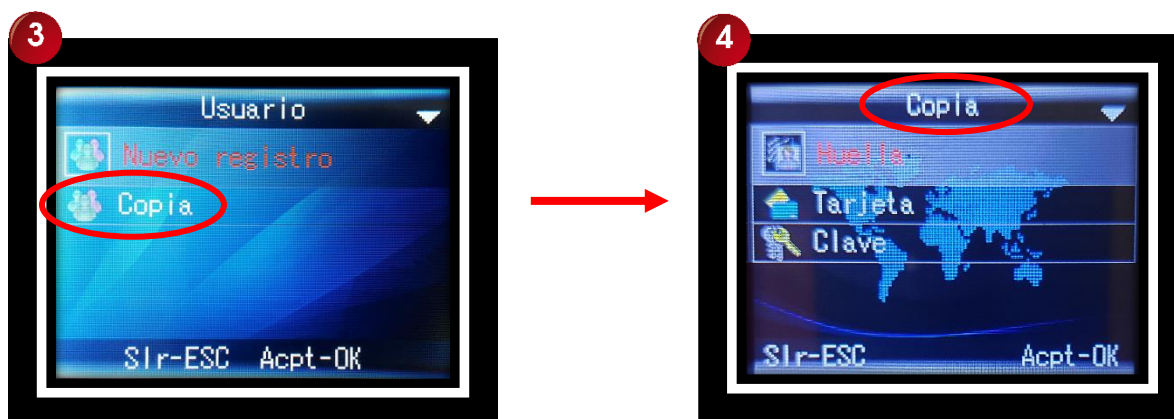 3
Usuario
Nuevo registro
Copia
Slr-ESC Acpt-OK
4
Copia
Huella
Tarjeta
Clave
Slr-ESC Acpt-OK